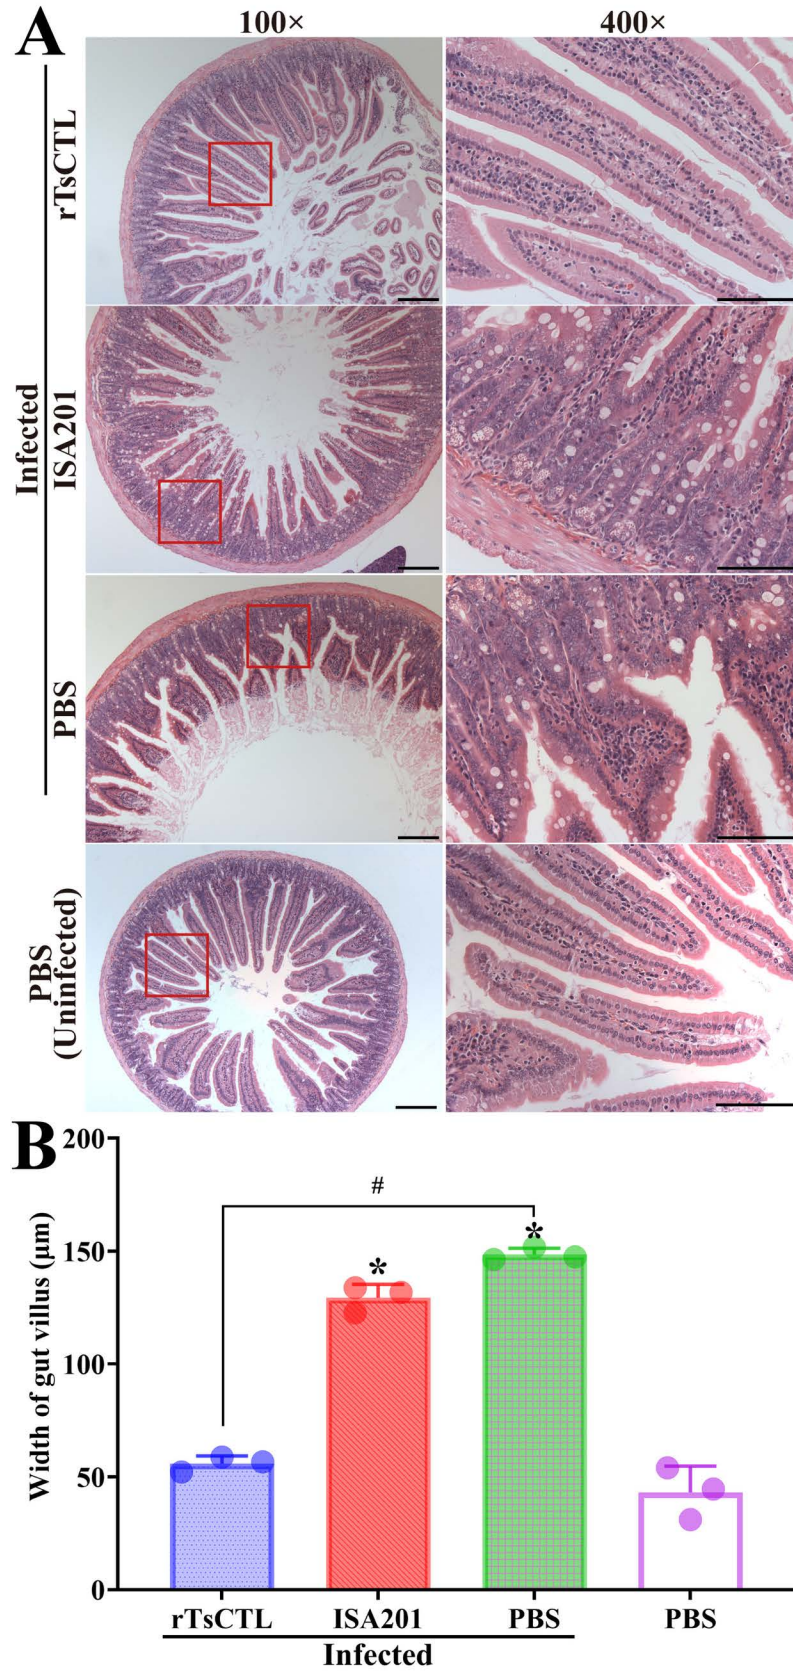 A
100×
400×
Infected
rTsCTL
ISA201
PBS
PBS
(Uninfected)
B
Width of gut villus (μm)
200
150
100
50
0
#
*
*
rTsCTL
ISA201
PBS
PBS
Infected